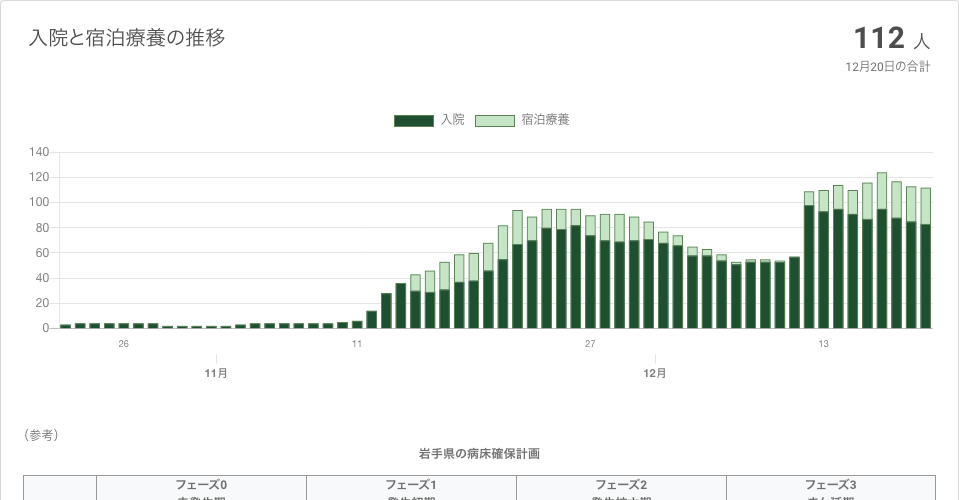 入院と宿泊療養の推移
112 人
12月20日の合計
入院 宿泊療養
140
120
100
80
60
40
20
0
26 11 27 13
11月 12月
（参考）
岩手県の病床確保計画
フェーズ0 フェーズ1 フェーズ2 フェーズ3